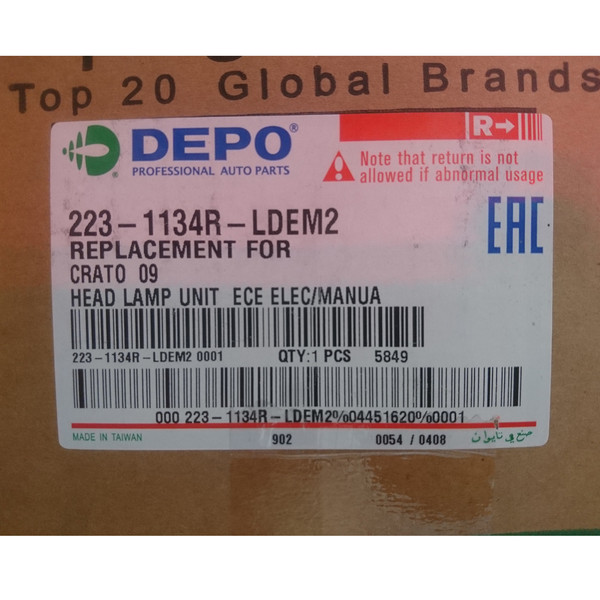 Top 20 Global Brands
DEPO®
PROFESSIONAL AUTO PARTS
R→
Note that return is not
allowed if abnormal usage
223-1134R-LDEM2
EAC
REPLACEMENT FOR
CRATO 09
HEAD LAMP UNIT ECE ELEC/MANUA
223-1134R-LDEM2 0001 QTY:1 PCS 5849
000 223-1134R-LDEM2%04451620%0001
MADE IN TAIWAN 902 0054 / 0408 صنع في تايوان